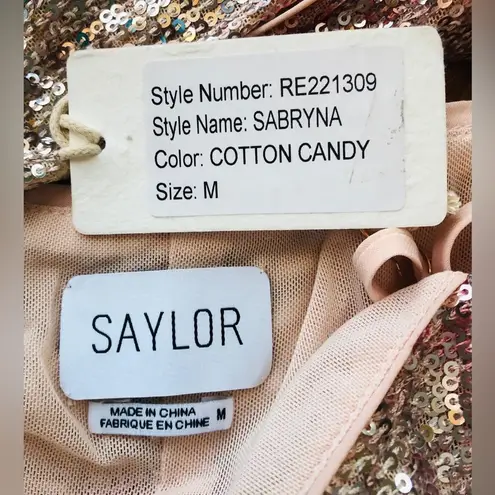 Style Number: RE221309
Style Name: SABRYNA
Color: COTTON CANDY
Size: M
SAYLOR
MADE IN CHINA
FABRIQUE EN CHINE
M